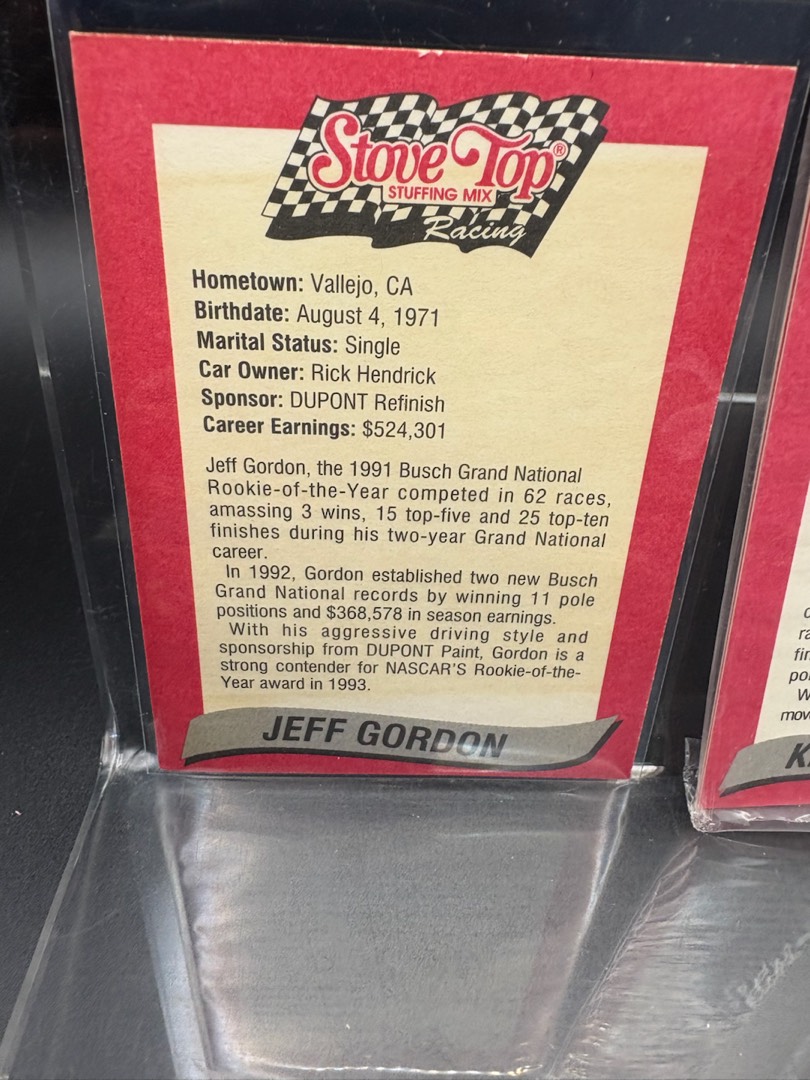 Stove Top®
STUFFING MIX
Racing
Hometown: Vallejo, CA
Birthdate: August 4, 1971
Marital Status: Single
Car Owner: Rick Hendrick
Sponsor: DUPONT Refinish
Career Earnings: $524,301
Jeff Gordon, the 1991 Busch Grand National
Rookie-of-the-Year competed in 62 races,
amassing 3 wins, 15 top-five and 25 top-ten
finishes during his two-year Grand National
career.
In 1992, Gordon established two new Busch
Grand National records by winning 11 pole
positions and $368,578 in season earnings.
With his aggressive driving style and
sponsorship from DUPONT Paint, Gordon is a
strong contender for NASCAR'S Rookie-of-the-
Year award in 1993.
JEFF GORDON